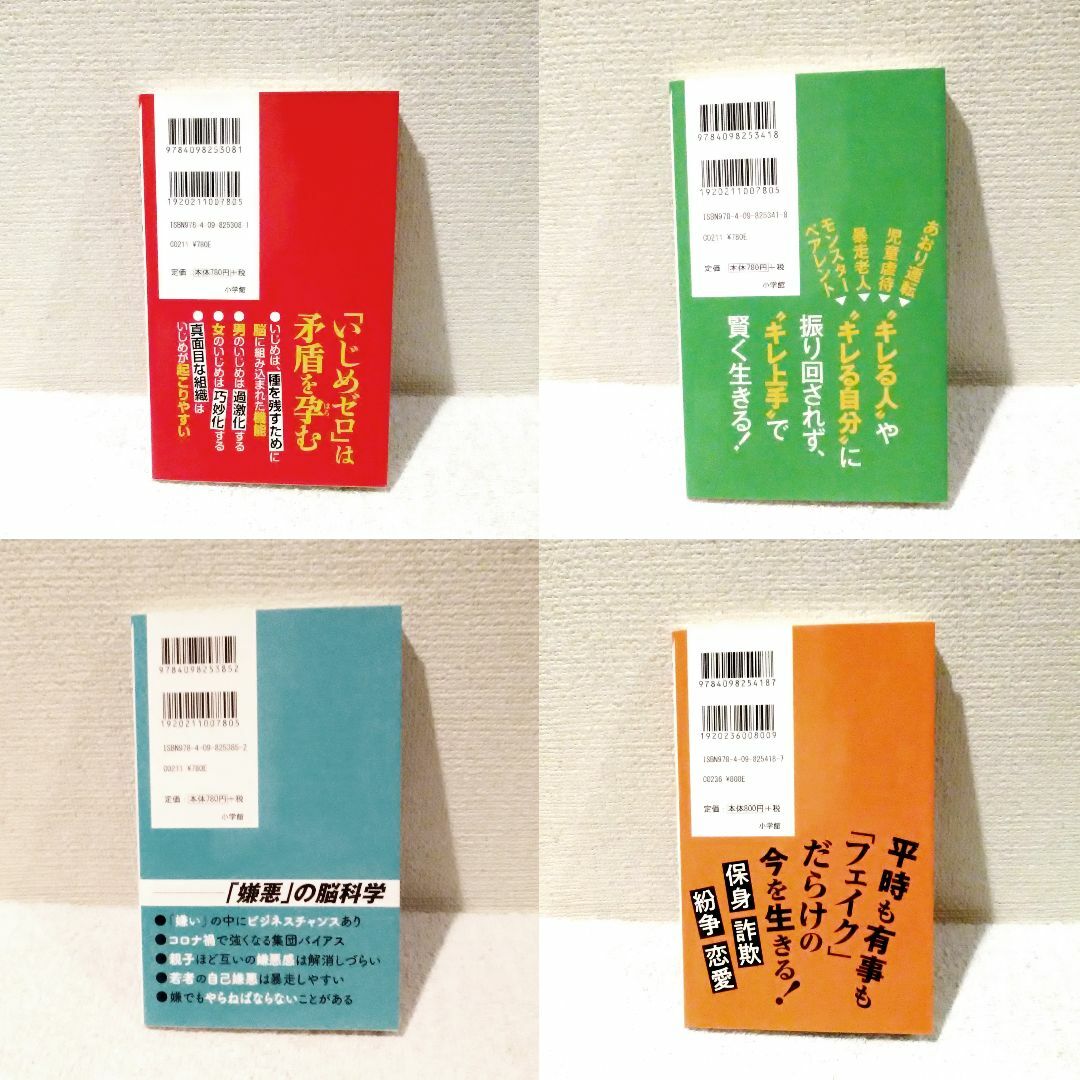 9784098253081
1920211007805
ISBN978-4-09-825308-1
C0211 ¥780E
定価 本体780円+税
小学館
「いじめゼロ」は
矛盾を孕む
はら
●いじめは、種を残すために
脳に組み込まれた機能
●男のいじめは過激化する
●女のいじめは巧妙化する
●真面目な組織は
いじめが起こりやすい
9784098253418
1920211007805
ISBN978-4-09-825341-8
C0211 ¥780E
定価 本体780円+税
小学館
あおり運転
児童虐待
暴走老人
モンスター
ペアレント
“キレる人”や
“キレる自分”に
振り回されず、
“キレ上手”で
賢く生きる!
9784098253852
1920211007805
ISBN978-4-09-825385-2
C0211 ¥780E
定価 本体780円+税
小学館
「嫌悪」の脳科学
●「嫌い」の中にビジネスチャンスあり
●コロナ禍で強くなる集団バイアス
●親子ほど互いの嫌悪感は解消しづらい
●若者の自己嫌悪は暴走しやすい
●嫌でもやらねばならないことがある
9784098254187
1920236008009
ISBN978-4-09-825418-7
C0236 ¥800E
定価 本体800円+税
小学館
平時も有事も
「フェイク」
だらけの
今を生きる!
保身 詐欺
紛争 恋愛